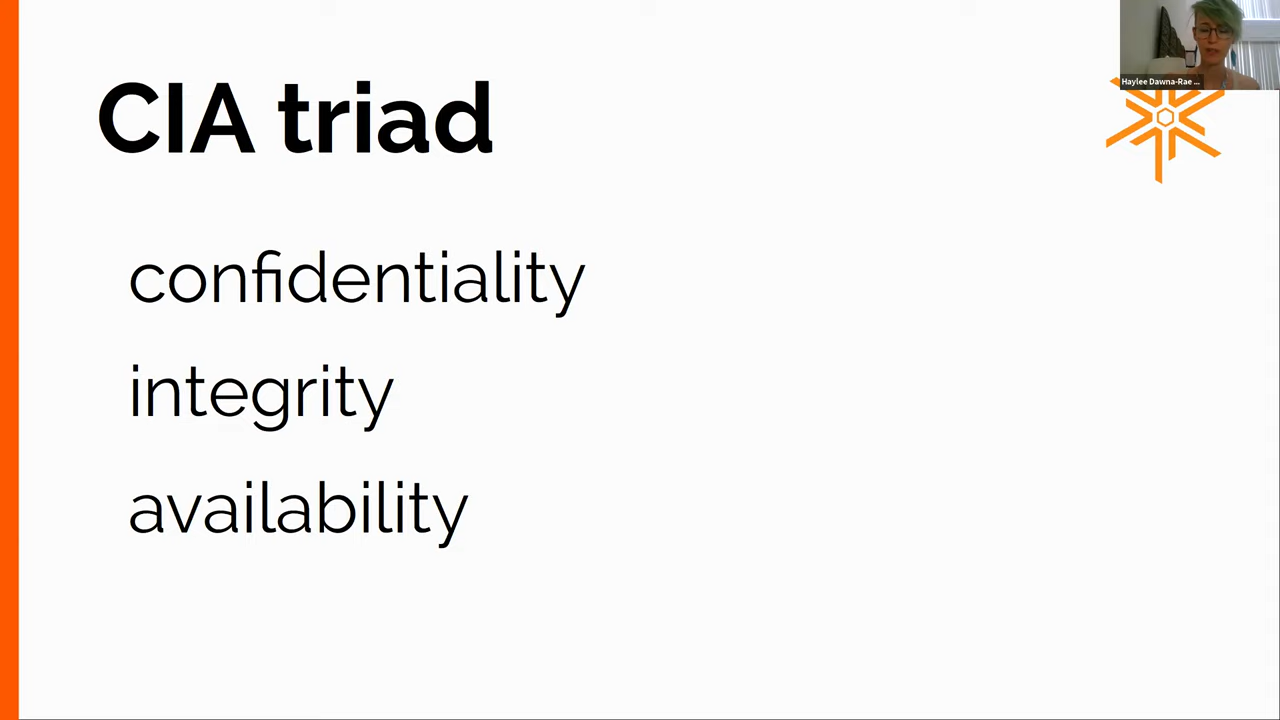 CIA triad
Haylee Dawna-Rae ...
confidentiality
integrity
availability